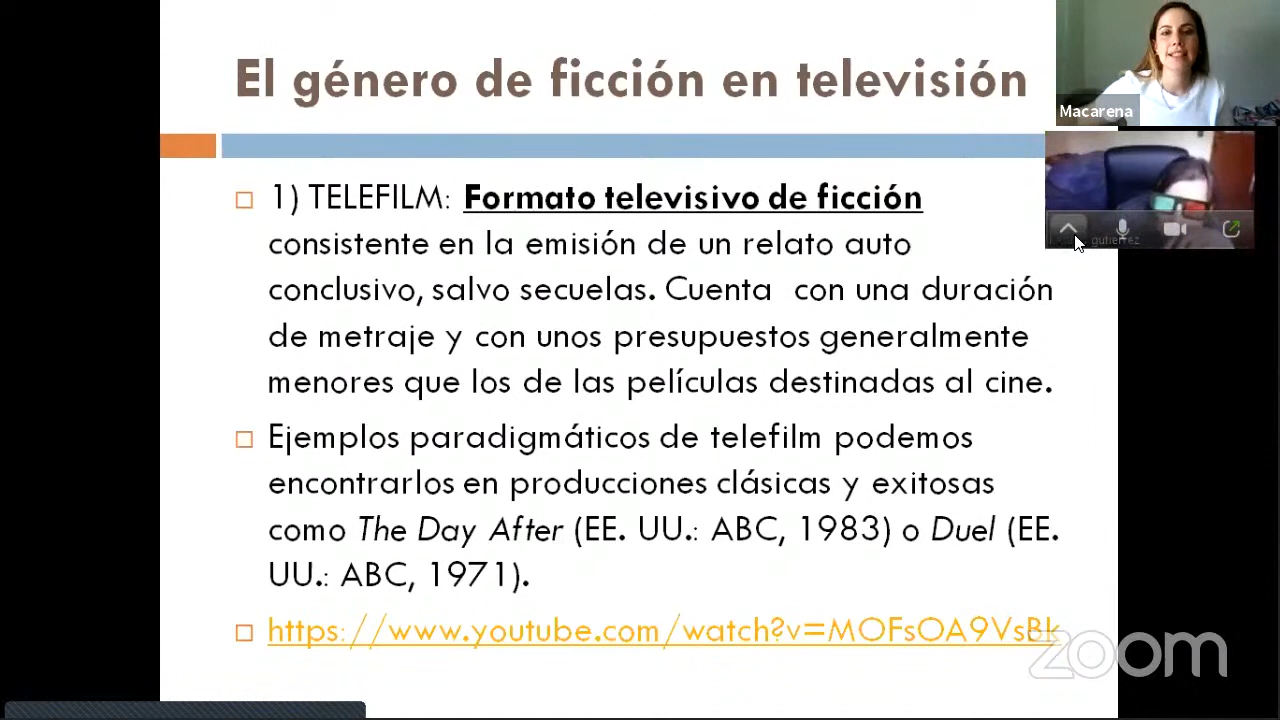 El género de ficción en televisión
Macarena
1) TELEFILM: Formato televisivo de ficción
gutierrez
consistente en la emisión de un relato auto
conclusivo, salvo secuelas. Cuenta con una duración
de metraje y con unos presupuestos generalmente
menores que los de las películas destinadas al cine.
Ejemplos paradigmáticos de telefilm podemos
encontrarlos en producciones clásicas y exitosas
como The Day After (EE. UU.: ABC, 1983) o Duel (EE.
UU.: ABC, 1971).
https://www.youtube.com/watch?v=MOFsOA9VsBk
zoom